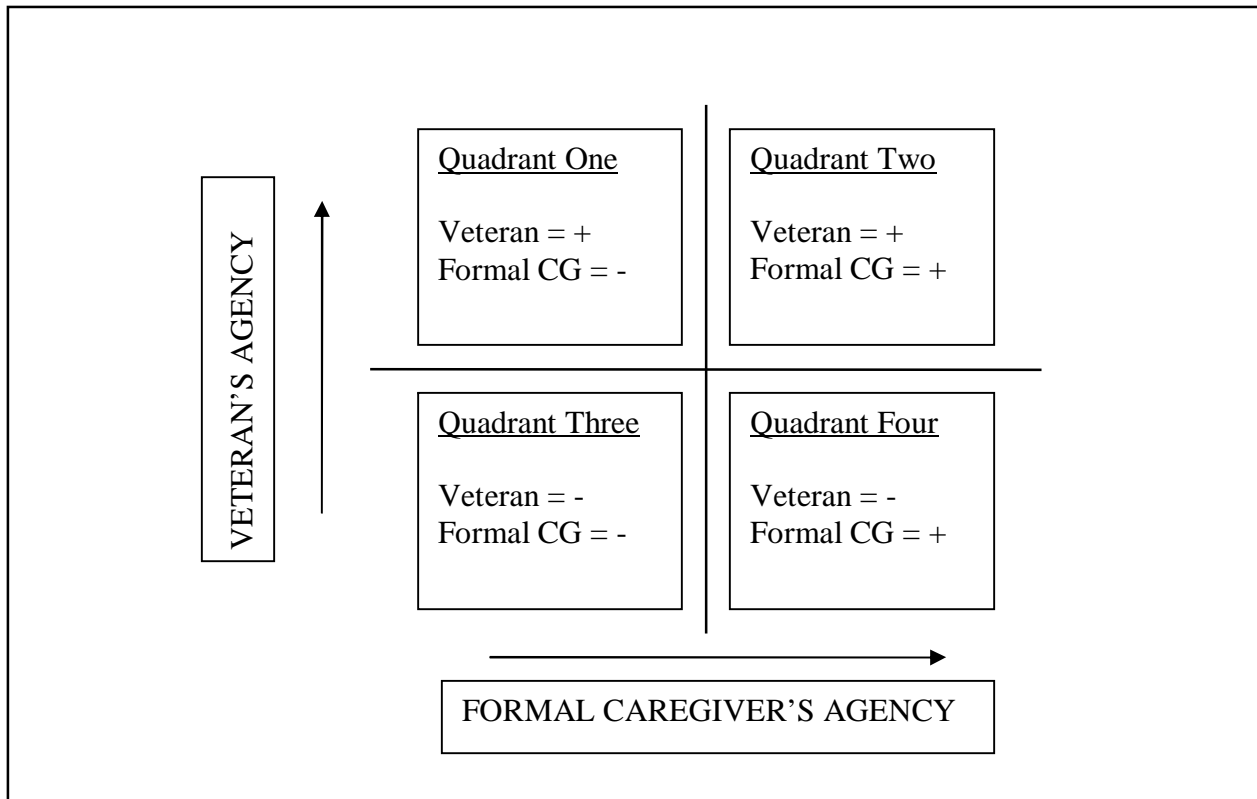 VETERAN’S AGENCY
Quadrant One
Veteran = +
Formal CG = -
Quadrant Two
Veteran = +
Formal CG = +
Quadrant Three
Veteran = -
Formal CG = -
Quadrant Four
Veteran = -
Formal CG = +
FORMAL CAREGIVER’S AGENCY